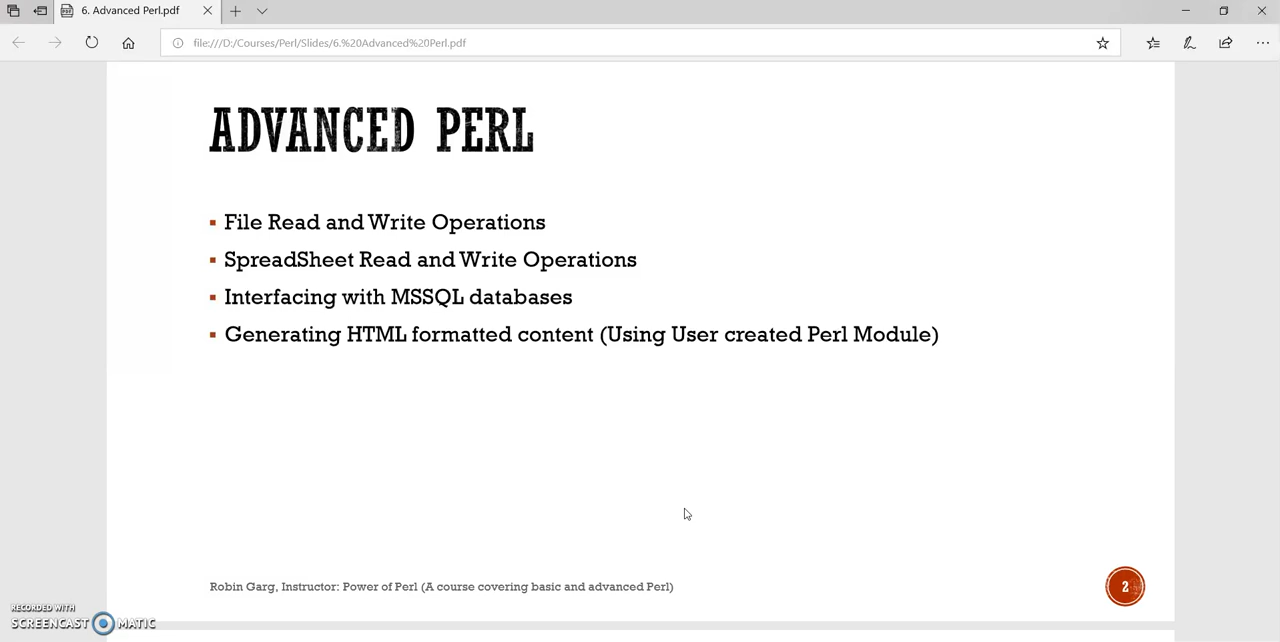 6. Advanced Perl.pdf
file:///D:/Courses/Perl/Slides/6.%20Advanced%20Perl.pdf
ADVANCED PERL
File Read and Write Operations
SpreadSheet Read and Write Operations
Interfacing with MSSQL databases
Generating HTML formatted content (Using User created Perl Module)
Robin Garg, Instructor: Power of Perl (A course covering basic and advanced Perl)
2
RECORDED WITH
SCREENCAST MATIC